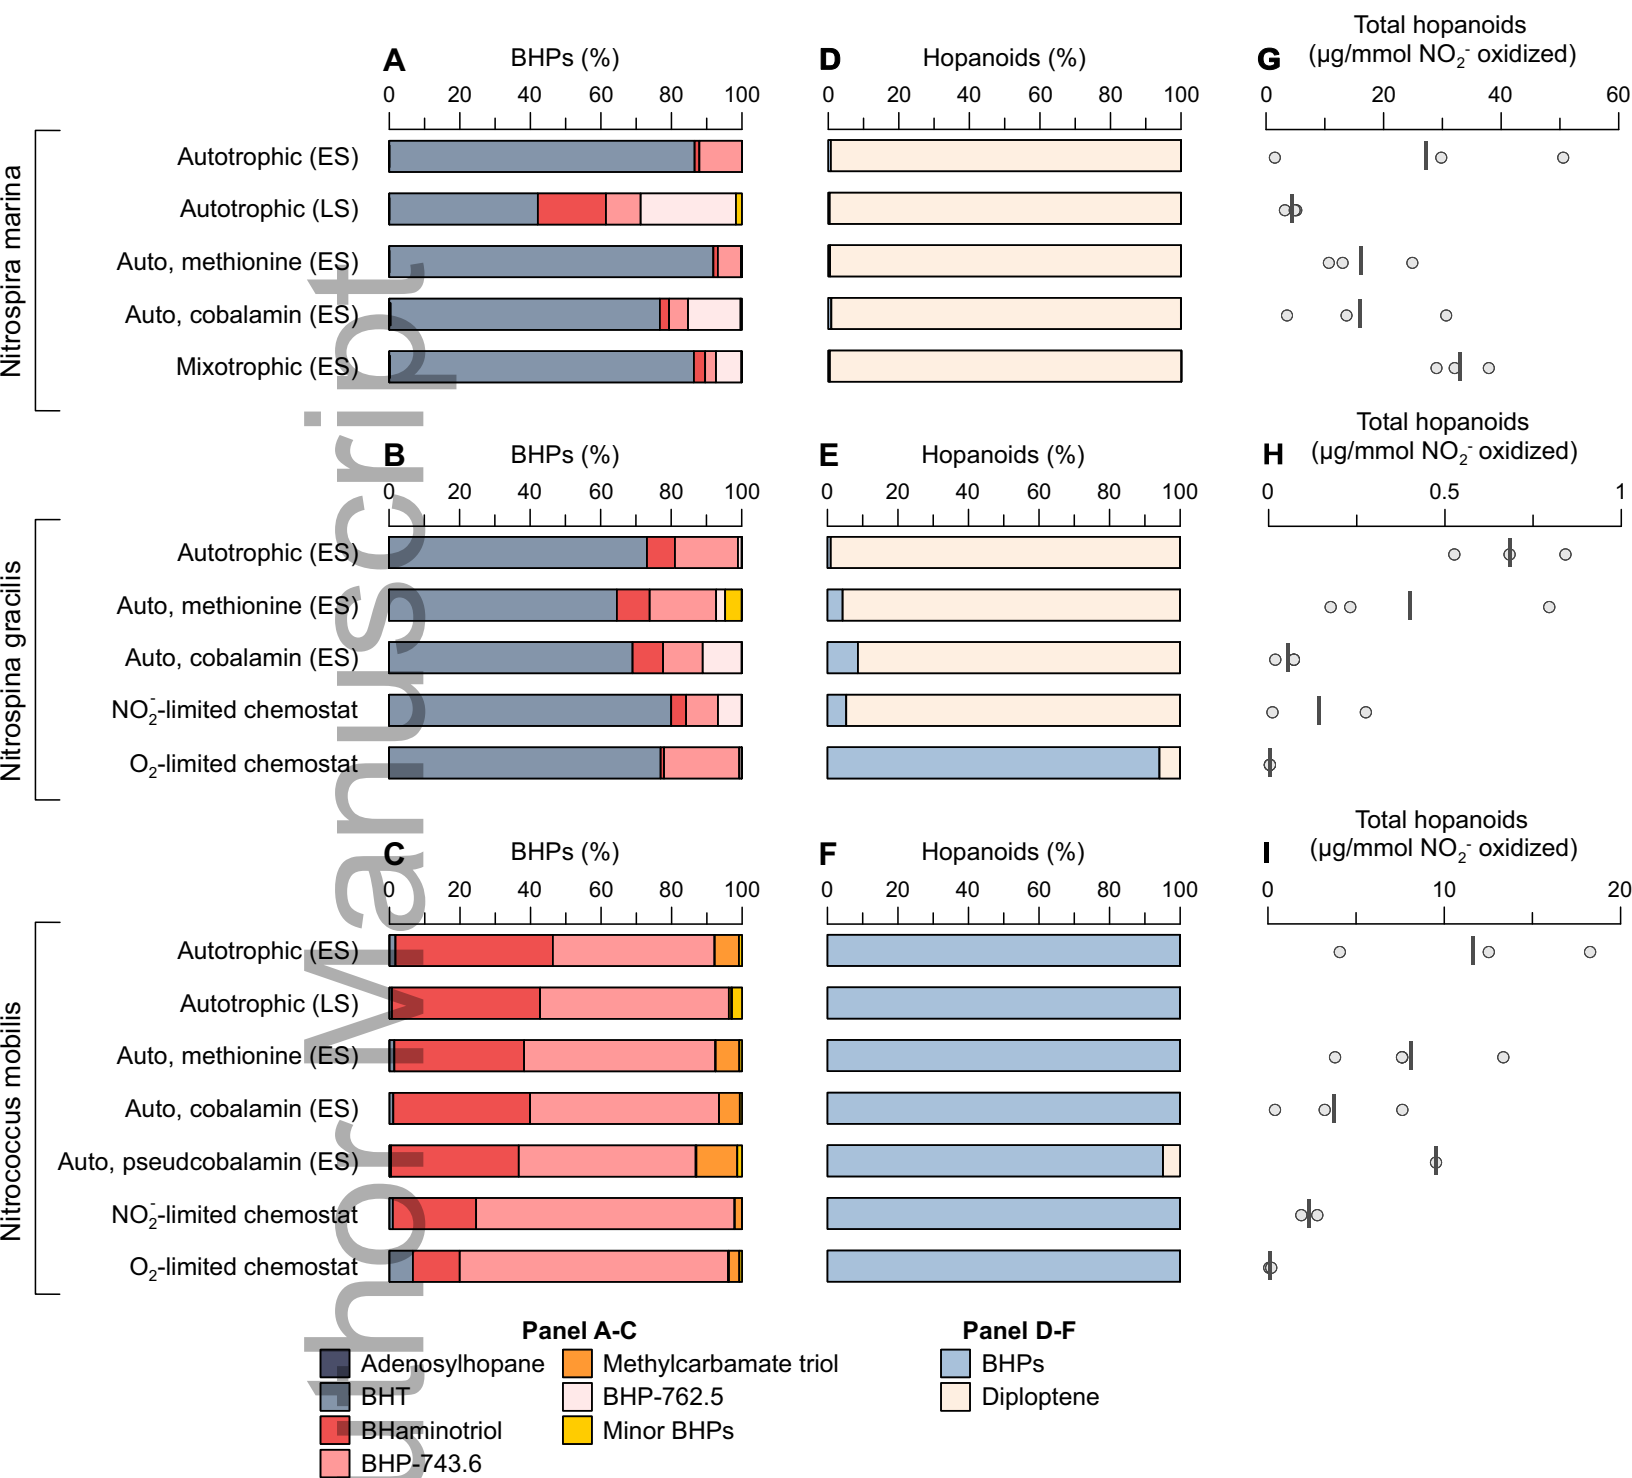 A BHPs (%)
0 20 40 60 80 100
D Hopanoids (%)
0 20 40 60 80 100
G Total hopanoids
(µg/mmol NO2- oxidized)
0 20 40 60
Nitrospira marina
Autotrophic (ES)
Autotrophic (LS)
Auto, methionine (ES)
Auto, cobalamin (ES)
Mixotrophic (ES)
B BHPs (%)
0 20 40 60 80 100
E Hopanoids (%)
0 20 40 60 80 100
H Total hopanoids
(µg/mmol NO2- oxidized)
0 0.5 1
Nitrospina gracilis
Autotrophic (ES)
Auto, methionine (ES)
Auto, cobalamin (ES)
NO2--limited chemostat
O2-limited chemostat
C BHPs (%)
0 20 40 60 80 100
F Hopanoids (%)
0 20 40 60 80 100
I Total hopanoids
(µg/mmol NO2- oxidized)
0 10 20
Nitrococcus mobilis
Autotrophic (ES)
Autotrophic (LS)
Auto, methionine (ES)
Auto, cobalamin (ES)
Auto, pseudcobalamin (ES)
NO2--limited chemostat
O2-limited chemostat
Panel A-C
Adenosylhopane
BHT
BHaminotriol
BHP-743.6
Methylcarbamate triol
BHP-762.5
Minor BHPs
Panel D-F
BHPs
Diploptene
uthor Manuscript